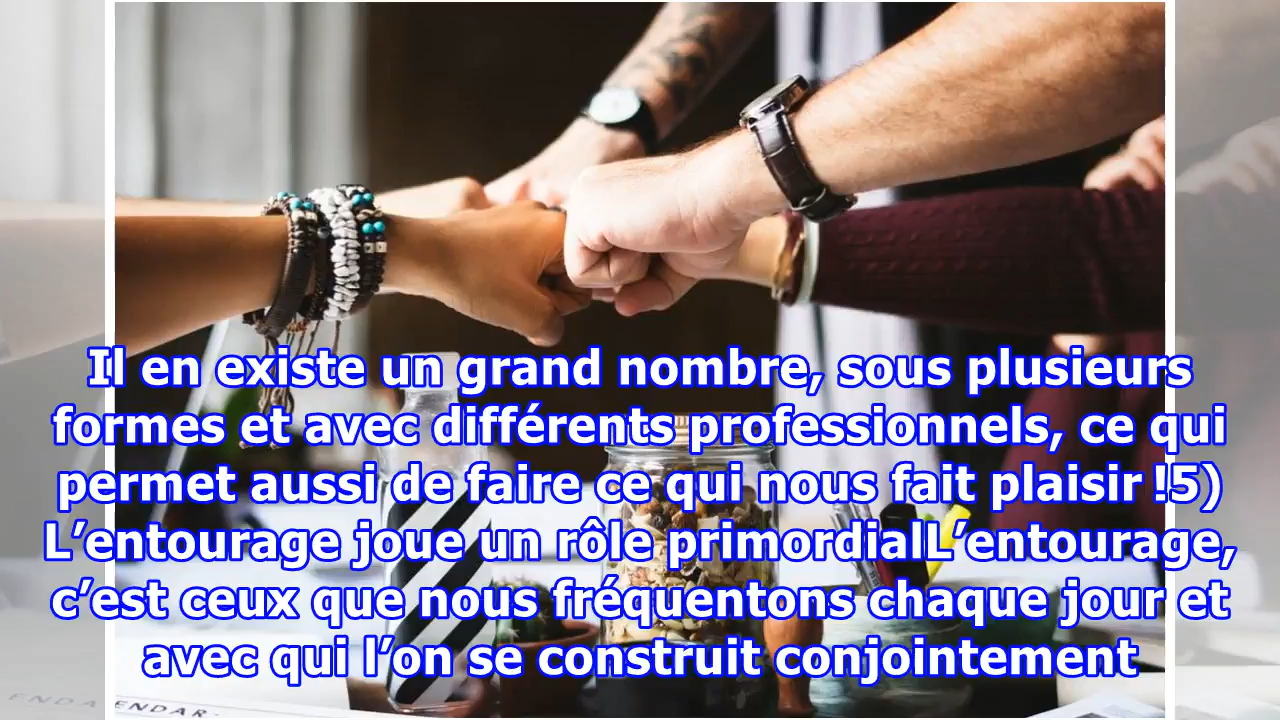 Il en existe un grand nombre, sous plusieurs
formes et avec différents professionnels, ce qui
permet aussi de faire ce qui nous fait plaisir !5)
L’entourage joue un rôle primordialL’entourage,
c’est ceux que nous fréquentons chaque jour et
avec qui l’on se construit conjointement
ENDAR